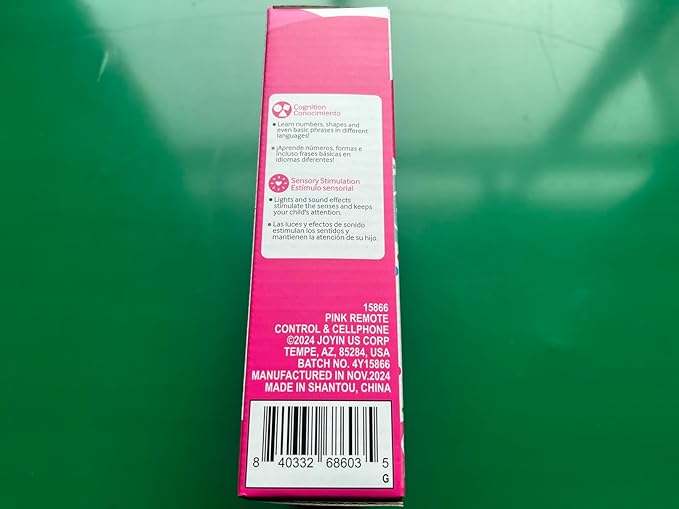 Cognition
Conocimiento
• Learn numbers, shapes and
even basic phrases in different
languages!
• ¡Aprende números, formas e
incluso frases básicas en
idiomas diferentes!
Sensory Stimulation
Estímulo sensorial
• Lights and sound effects
stimulate the senses and keeps
your child's attention.
• Las luces y efectos de sonido
estimulan los sentidos y
mantienen la atención de su hijo.
15866
PINK REMOTE
CONTROL & CELLPHONE
©2024 JOYIN US CORP
TEMPE, AZ, 85284, USA
BATCH NO. 4Y15866
MANUFACTURED IN NOV.2024
MADE IN SHANTOU, CHINA
8 40332 68603 5
G